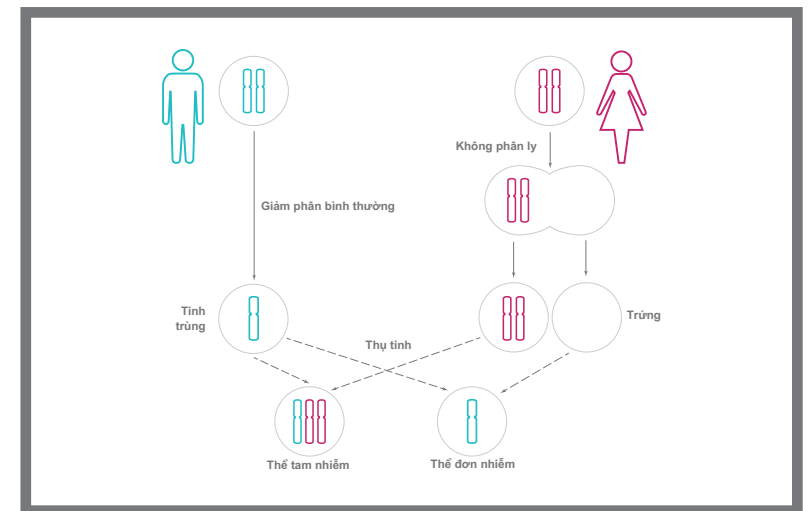 Không phân ly
Giảm phân bình thường
Tinh
trùng
Trứng
Thụ tinh
Thể tam nhiễm
Thể đơn nhiễm